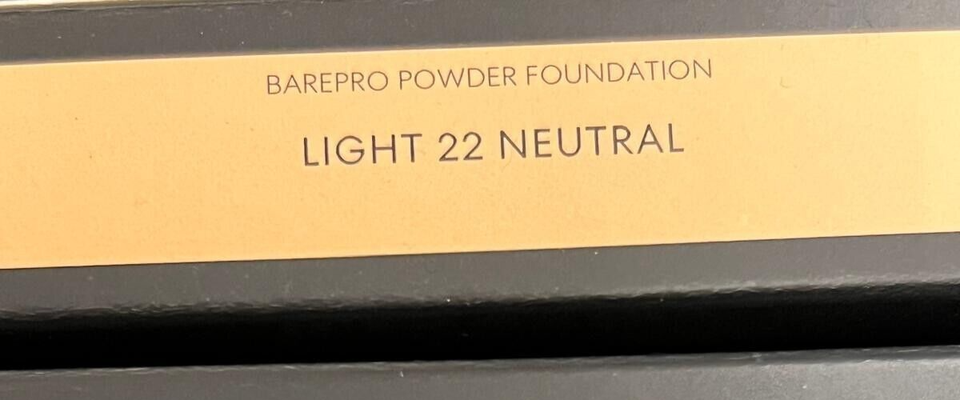 BAREPRO POWDER FOUNDATION
LIGHT 22 NEUTRAL